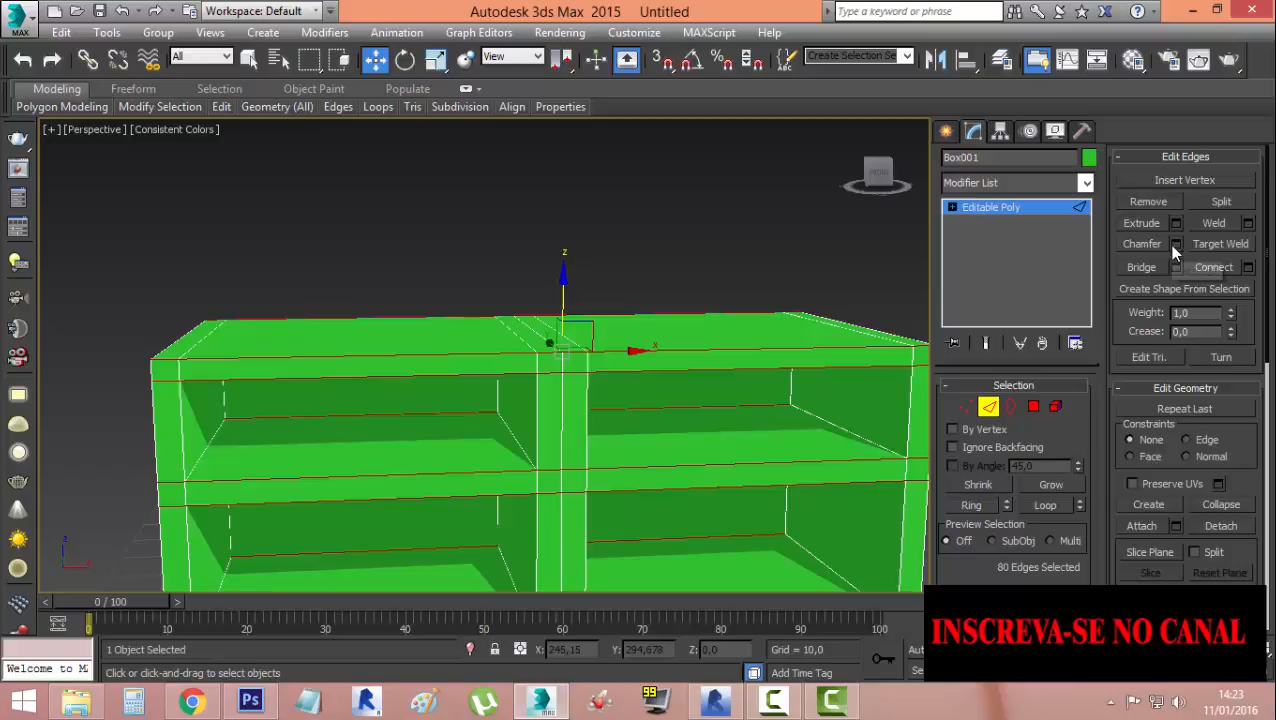 MAX Workspace: Default Autodesk 3ds Max 2015 Untitled Type a keyword or phrase
Edit Tools Group Views Create Modifiers Animation Graph Editors Rendering Customize MAXScript Help
All View 3 Create Selection Se
Modeling Freeform Selection Object Paint Populate
Polygon Modeling Modify Selection Edit Geometry (All) Edges Loops Tris Subdivision Align Properties
[+] [Perspective] [Consistent Colors]
z
x
z
Box001
Modifier List
Editable Poly
Selection
By Vertex
Ignore Backfacing
By Angle: 45,0
Shrink Grow
Ring Loop
Preview Selection
Off SubObj Multi
80 Edges Selected
Edit Edges
Insert Vertex
Remove Split
Extrude Weld
Chamfer Target Weld
Bridge Connect
Create Shape From Selection
Weight: 1,0
Crease: 0,0
Edit Tri. Turn
Edit Geometry
Repeat Last
Constraints
None Edge
Face Normal
Preserve UVs
Create Collapse
Attach Detach
Slice Plane Split
Slice Reset Plane
0 / 100
0 10 20 30 40 50 60 70 80 90 100
INSCREVA-SE NO CANAL
1 Object Selected X: 245,15 Y: 294,678 Z: 0,0 Grid = 10,0
Welcome to M Click or click-and-drag to select objects Add Time Tag
Ps 99 MAX
14:23
11/01/2016